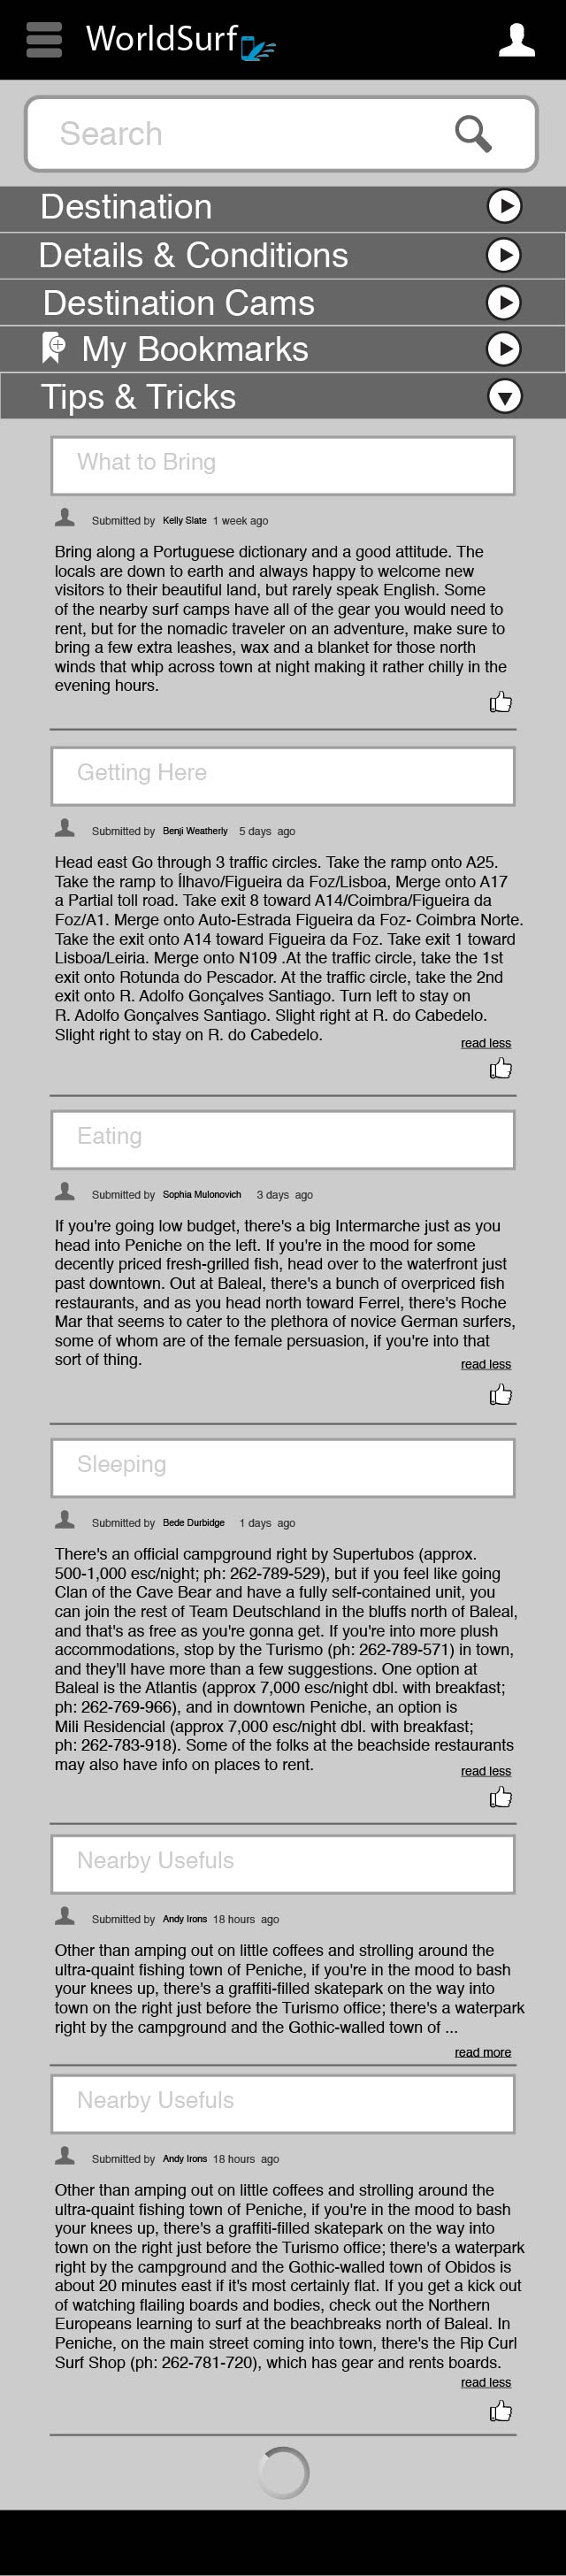 WorldSurf
Search
Destination
Details & Conditions
Destination Cams
My Bookmarks
Tips & Tricks
What to Bring
Submitted by Kelly Slate 1 week ago
Bring along a Portuguese dictionary and a good attitude. The
locals are down to earth and always happy to welcome new
visitors to their beautiful land, but rarely speak English. Some
of the nearby surf camps have all of the gear you would need to
rent, but for the nomadic traveler on an adventure, make sure to
bring a few extra leashes, wax and a blanket for those north
winds that whip across town at night making it rather chilly in the
evening hours.
Getting Here
Submitted by Benji Weatherly 5 days ago
Head east Go through 3 traffic circles. Take the ramp onto A25.
Take the ramp to Ílhavo/Figueira da Foz/Lisboa, Merge onto A17
a Partial toll road. Take exit 8 toward A14/Coimbra/Figueira da
Foz/A1. Merge onto Auto-Estrada Figueira da Foz- Coimbra Norte.
Take the exit onto A14 toward Figueira da Foz. Take exit 1 toward
Lisboa/Leiria. Merge onto N109 .At the traffic circle, take the 1st
exit onto Rotunda do Pescador. At the traffic circle, take the 2nd
exit onto R. Adolfo Gonçalves Santiago. Turn left to stay on
R. Adolfo Gonçalves Santiago. Slight right at R. do Cabedelo.
Slight right to stay on R. do Cabedelo.
read less
Eating
Submitted by Sophia Mulonovich 3 days ago
If you're going low budget, there's a big Intermarche just as you
head into Peniche on the left. If you're in the mood for some
decently priced fresh-grilled fish, head over to the waterfront just
past downtown. Out at Baleal, there's a bunch of overpriced fish
restaurants, and as you head north toward Ferrel, there's Roche
Mar that seems to cater to the plethora of novice German surfers,
some of whom are of the female persuasion, if you're into that
sort of thing.
read less
Sleeping
Submitted by Bede Durbidge 1 days ago
There's an official campground right by Supertubos (approx.
500-1,000 esc/night; ph: 262-789-529), but if you feel like going
Clan of the Cave Bear and have a fully self-contained unit, you
can join the rest of Team Deutschland in the bluffs north of Baleal,
and that's as free as you're gonna get. If you're into more plush
accommodations, stop by the Turismo (ph: 262-789-571) in town,
and they'll have more than a few suggestions. One option at
Baleal is the Atlantis (approx 7,000 esc/night dbl. with breakfast;
ph: 262-769-966), and in downtown Peniche, an option is
Mili Residencial (approx 7,000 esc/night dbl. with breakfast;
ph: 262-783-918). Some of the folks at the beachside restaurants
may also have info on places to rent.
read less
Nearby Usefuls
Submitted by Andy Irons 18 hours ago
Other than amping out on little coffees and strolling around the
ultra-quaint fishing town of Peniche, if you're in the mood to bash
your knees up, there's a graffiti-filled skatepark on the way into
town on the right just before the Turismo office; there's a waterpark
right by the campground and the Gothic-walled town of ...
read more
Nearby Usefuls
Submitted by Andy Irons 18 hours ago
Other than amping out on little coffees and strolling around the
ultra-quaint fishing town of Peniche, if you're in the mood to bash
your knees up, there's a graffiti-filled skatepark on the way into
town on the right just before the Turismo office; there's a waterpark
right by the campground and the Gothic-walled town of Obidos is
about 20 minutes east if it's most certainly flat. If you get a kick out
of watching flailing boards and bodies, check out the Northern
Europeans learning to surf at the beachbreaks north of Baleal. In
Peniche, on the main street coming into town, there's the Rip Curl
Surf Shop (ph: 262-781-720), which has gear and rents boards.
read less